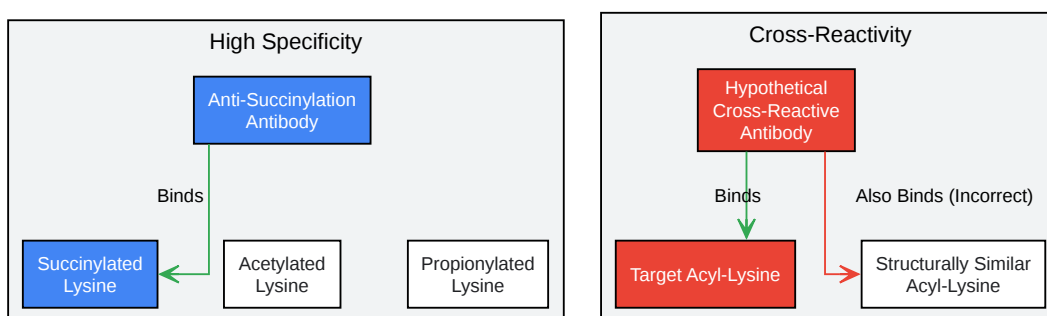 High Specificity
Anti-Succinylation
Antibody
Binds
Succinylated
Lysine
Acetylated
Lysine
Propionylated
Lysine
Cross-Reactivity
Hypothetical
Cross-Reactive
Antibody
Binds
Also Binds (Incorrect)
Target Acyl-Lysine
Structurally Similar
Acyl-Lysine